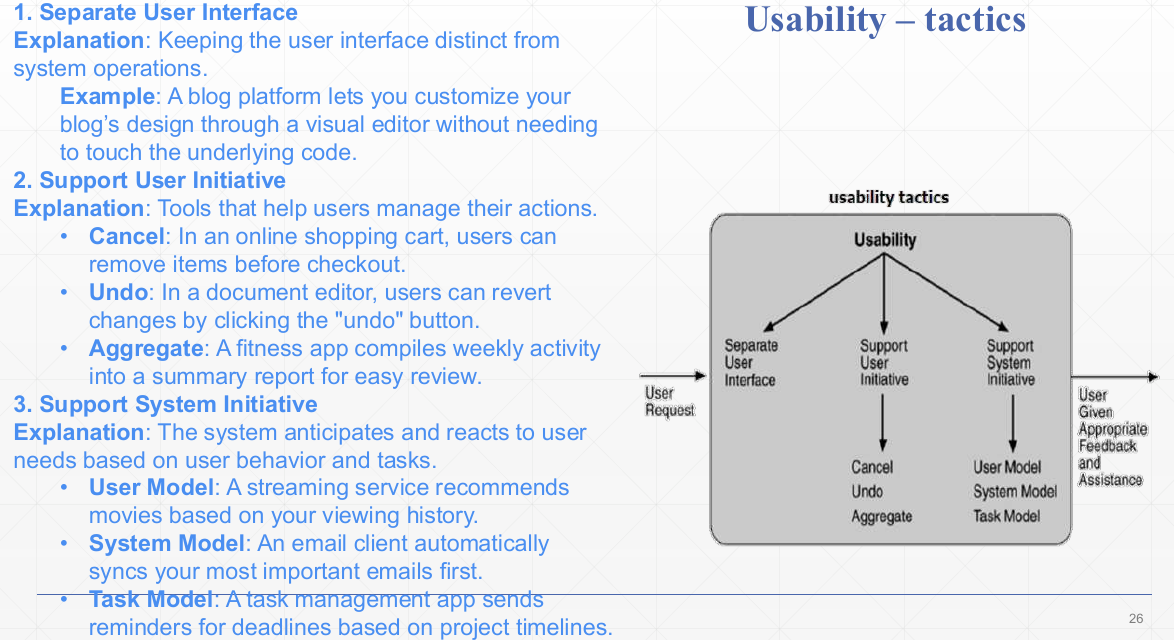 1. Separate User Interface
Explanation: Keeping the user interface distinct from
system operations.
Example: A blog platform lets you customize your
blog’s design through a visual editor without needing
to touch the underlying code.
2. Support User Initiative
Explanation: Tools that help users manage their actions.
• Cancel: In an online shopping cart, users can
remove items before checkout.
• Undo: In a document editor, users can revert
changes by clicking the "undo" button.
• Aggregate: A fitness app compiles weekly activity
into a summary report for easy review.
3. Support System Initiative
Explanation: The system anticipates and reacts to user
needs based on user behavior and tasks.
• User Model: A streaming service recommends
movies based on your viewing history.
• System Model: An email client automatically
syncs your most important emails first.
• Task Model: A task management app sends
reminders for deadlines based on project timelines.
Usability – tactics
usability tactics
Usability
Separate
User
Interface
Support
User
Initiative
Support
System
Initiative
User
Request
Cancel
Undo
Aggregate
User Model
System Model
Task Model
User
Given
Appropriate
Feedback
and
Assistance
26